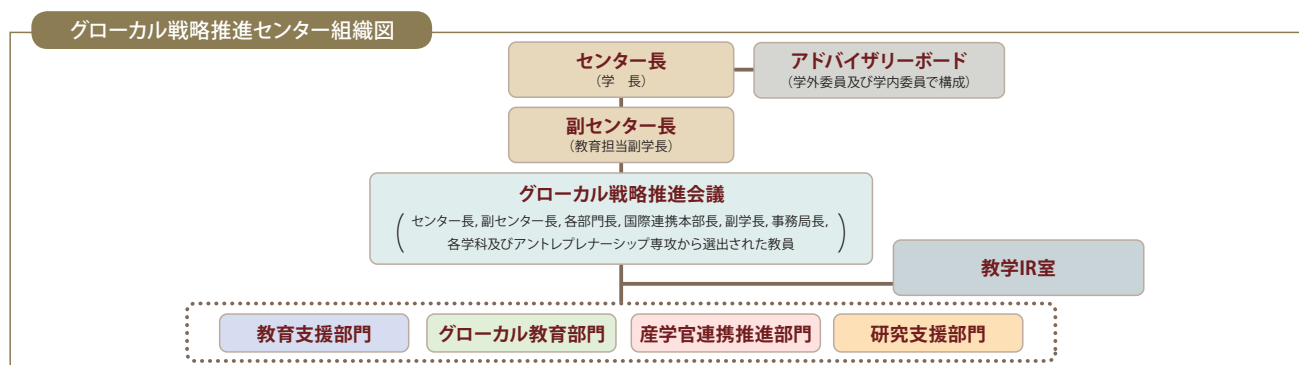 グローカル戦略推進センター組織図
センター長
（学　長）
アドバイザリーボード
（学外委員及び学内委員で構成）
副センター長
（教育担当副学長）
グローカル戦略推進会議
センター長, 副センター長, 各部門長, 国際連携本部長, 副学長, 事務局長,
各学科及びアントレプレナーシップ専攻から選出された教員
教学IR室
教育支援部門
グローカル教育部門
産学官連携推進部門
研究支援部門